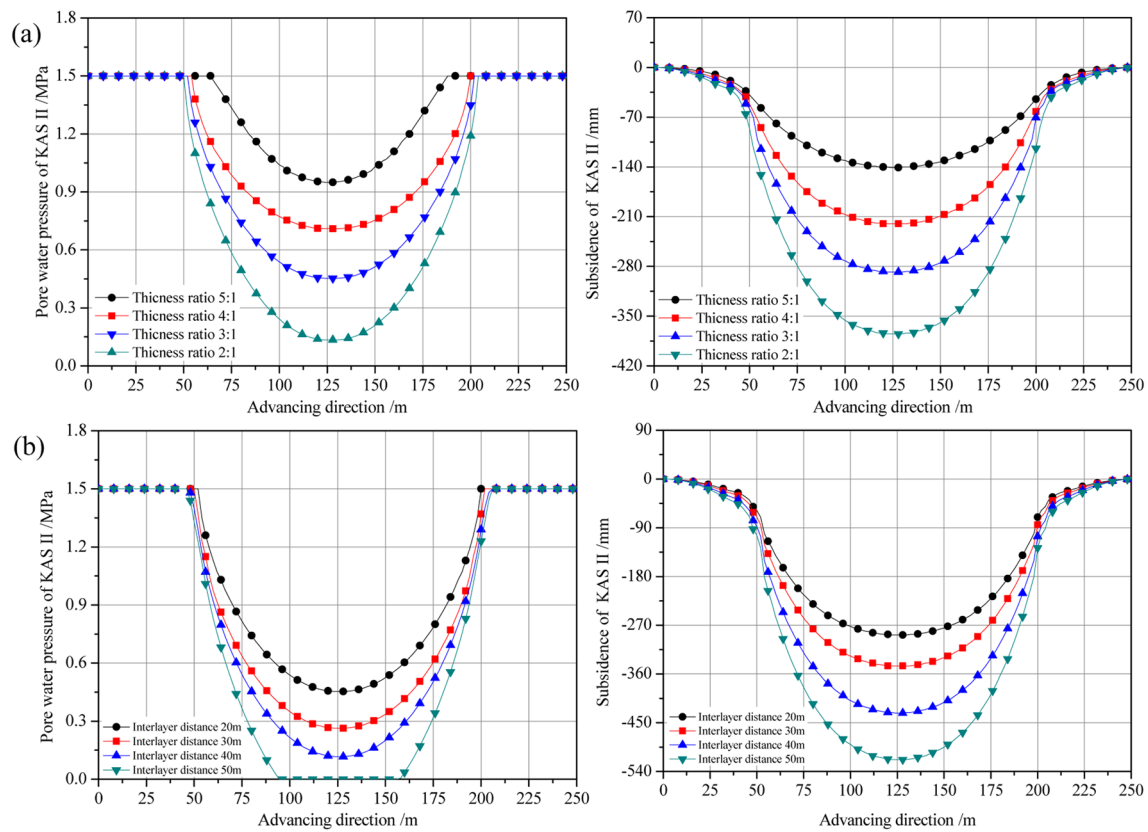 (a)
1.8
1.5
1.2
0.9
0.6
0.3
0.0
Pore water pressure of KAS II /MPa
Thicness ratio 5:1
Thicness ratio 4:1
Thicness ratio 3:1
Thicness ratio 2:1
0 25 50 75 100 125 150 175 200 225 250
Advancing direction /m
70
0
-70
-140
-210
-280
-350
-420
Subsidence of KAS II /mm
Thicness ratio 5:1
Thicness ratio 4:1
Thicness ratio 3:1
Thicness ratio 2:1
0 25 50 75 100 125 150 175 200 225 250
Advancing direction /m
(b)
1.8
1.5
1.2
0.9
0.6
0.3
0.0
Pore water pressure of KAS II /MPa
Interlayer distance 20m
Interlayer distance 30m
Interlayer distance 40m
Interlayer distance 50m
0 25 50 75 100 125 150 175 200 225 250
Advancing direction /m
90
0
-90
-180
-270
-360
-450
-540
Subsidence of KAS II /mm
Interlayer distance 20m
Interlayer distance 30m
Interlayer distance 40m
Interlayer distance 50m
0 25 50 75 100 125 150 175 200 225 250
Advancing direction /m